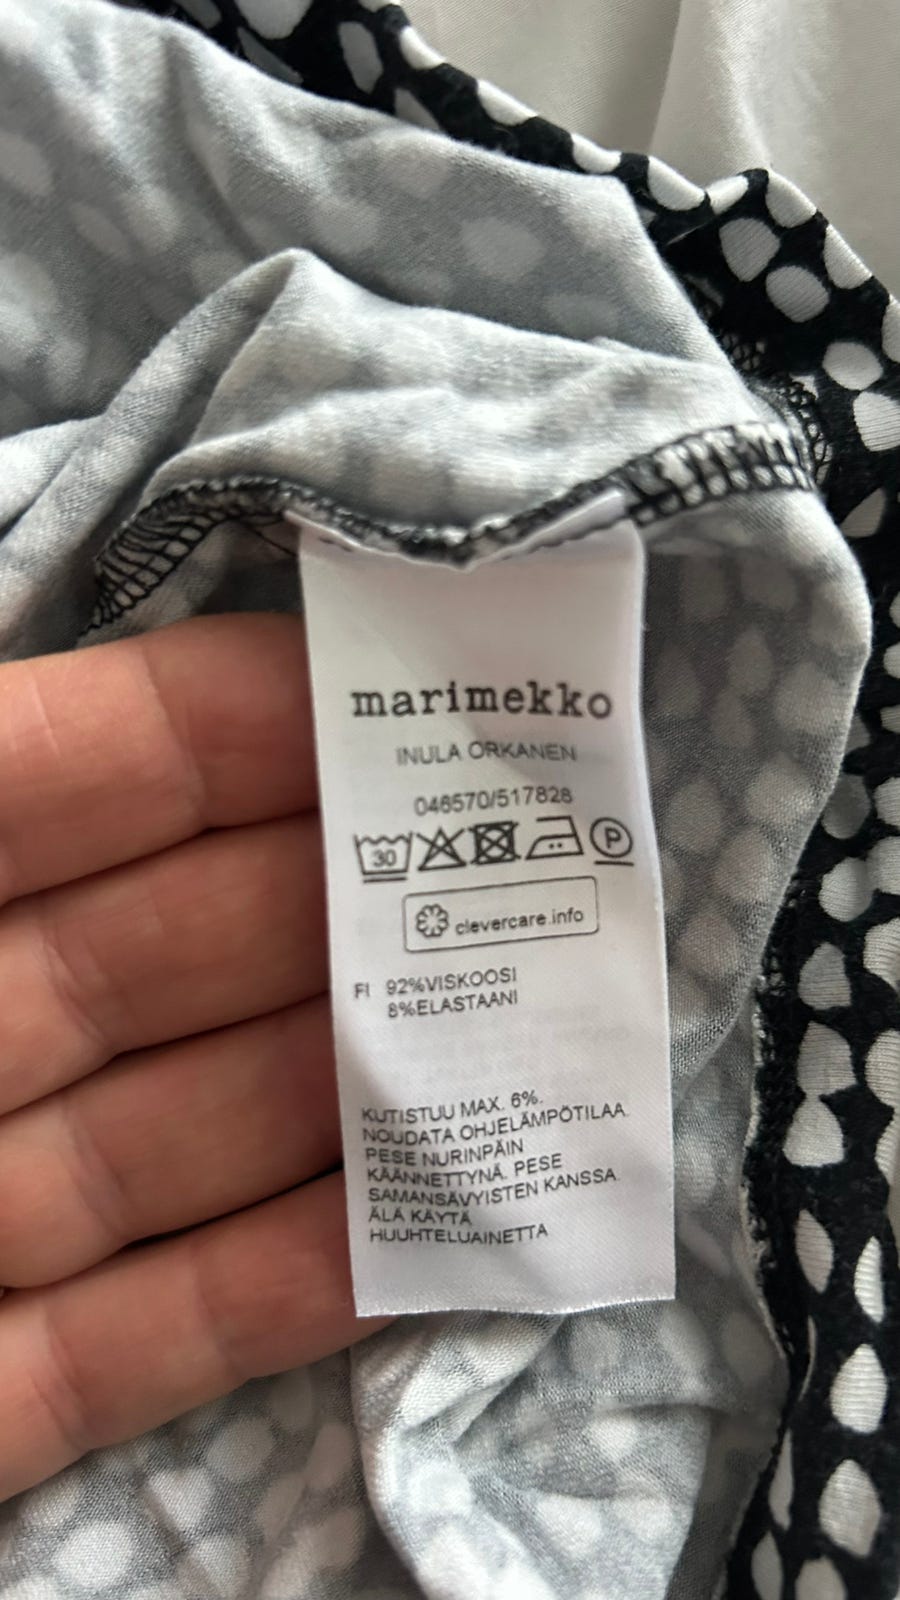 marimekko
INULA ORKANEN
046570/517828
30 P
clevercare.info
FI 92%VISKOOSI
8%ELASTAANI
KUTISTUU MAX. 6%.
NOUDATA OHJELÄMPÖTILAA.
PESE NURINPÄIN
KÄÄNNETTYNÄ. PESE
SAMANSÄVYISTEN KANSSA.
ÄLÄ KÄYTÄ
HUUHTELUAINETTA